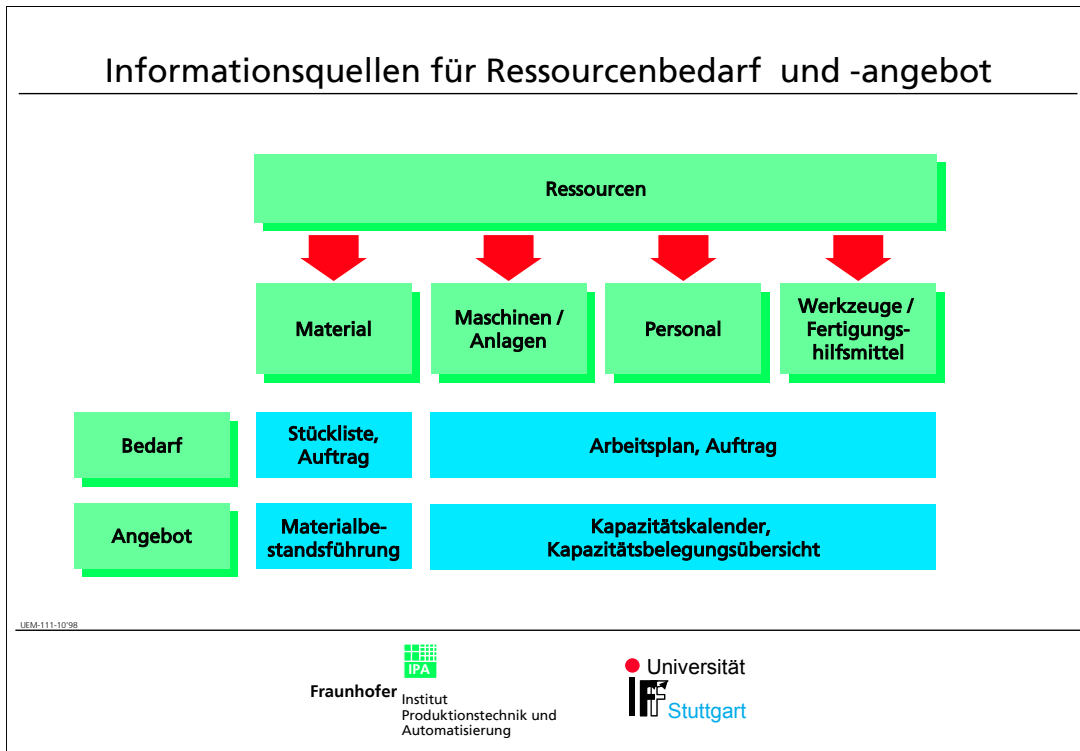 Informationsquellen für Ressourcenbedarf und -angebot
Ressourcen
Material
Maschinen /
Anlagen
Personal
Werkzeuge /
Fertigungs-
hilfsmittel
Bedarf
Stückliste,
Auftrag
Arbeitsplan, Auftrag
Angebot
Materialbe-
standsführung
Kapazitätskalender,
Kapazitätsbelegungsübersicht
UEM-111-10'98
IPA
Fraunhofer
Institut
Produktionstechnik und
Automatisierung
Universität
IFF
Stuttgart